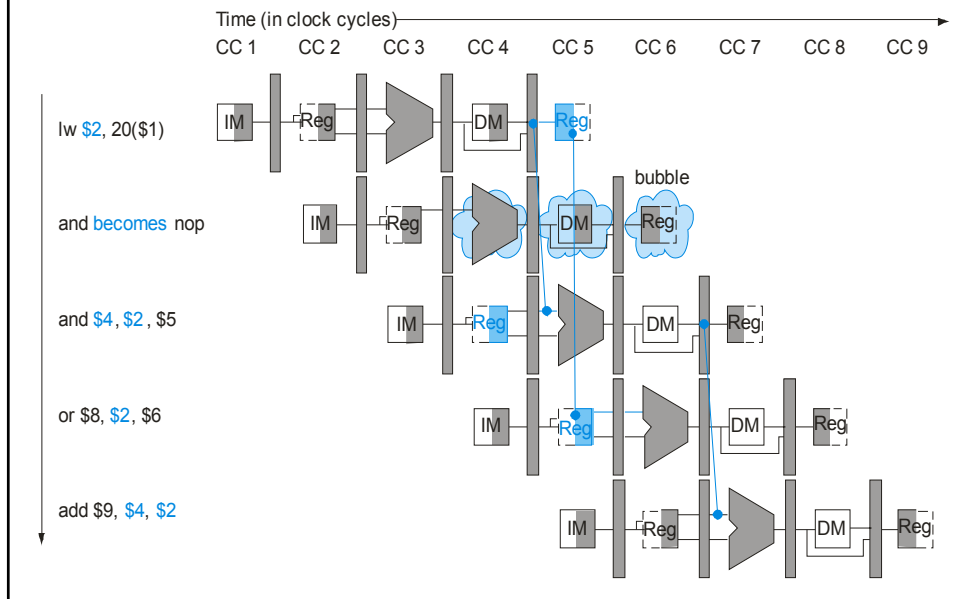 Time (in clock cycles)
CC 1 CC 2 CC 3 CC 4 CC 5 CC 6 CC 7 CC 8 CC 9
lw $2, 20($1)
IM Reg DM Reg
bubble
and becomes nop
IM Reg DM Reg
and $4, $2, $5
IM Reg DM Reg
or $8, $2, $6
IM Reg DM Reg
add $9, $4, $2
IM Reg DM Reg